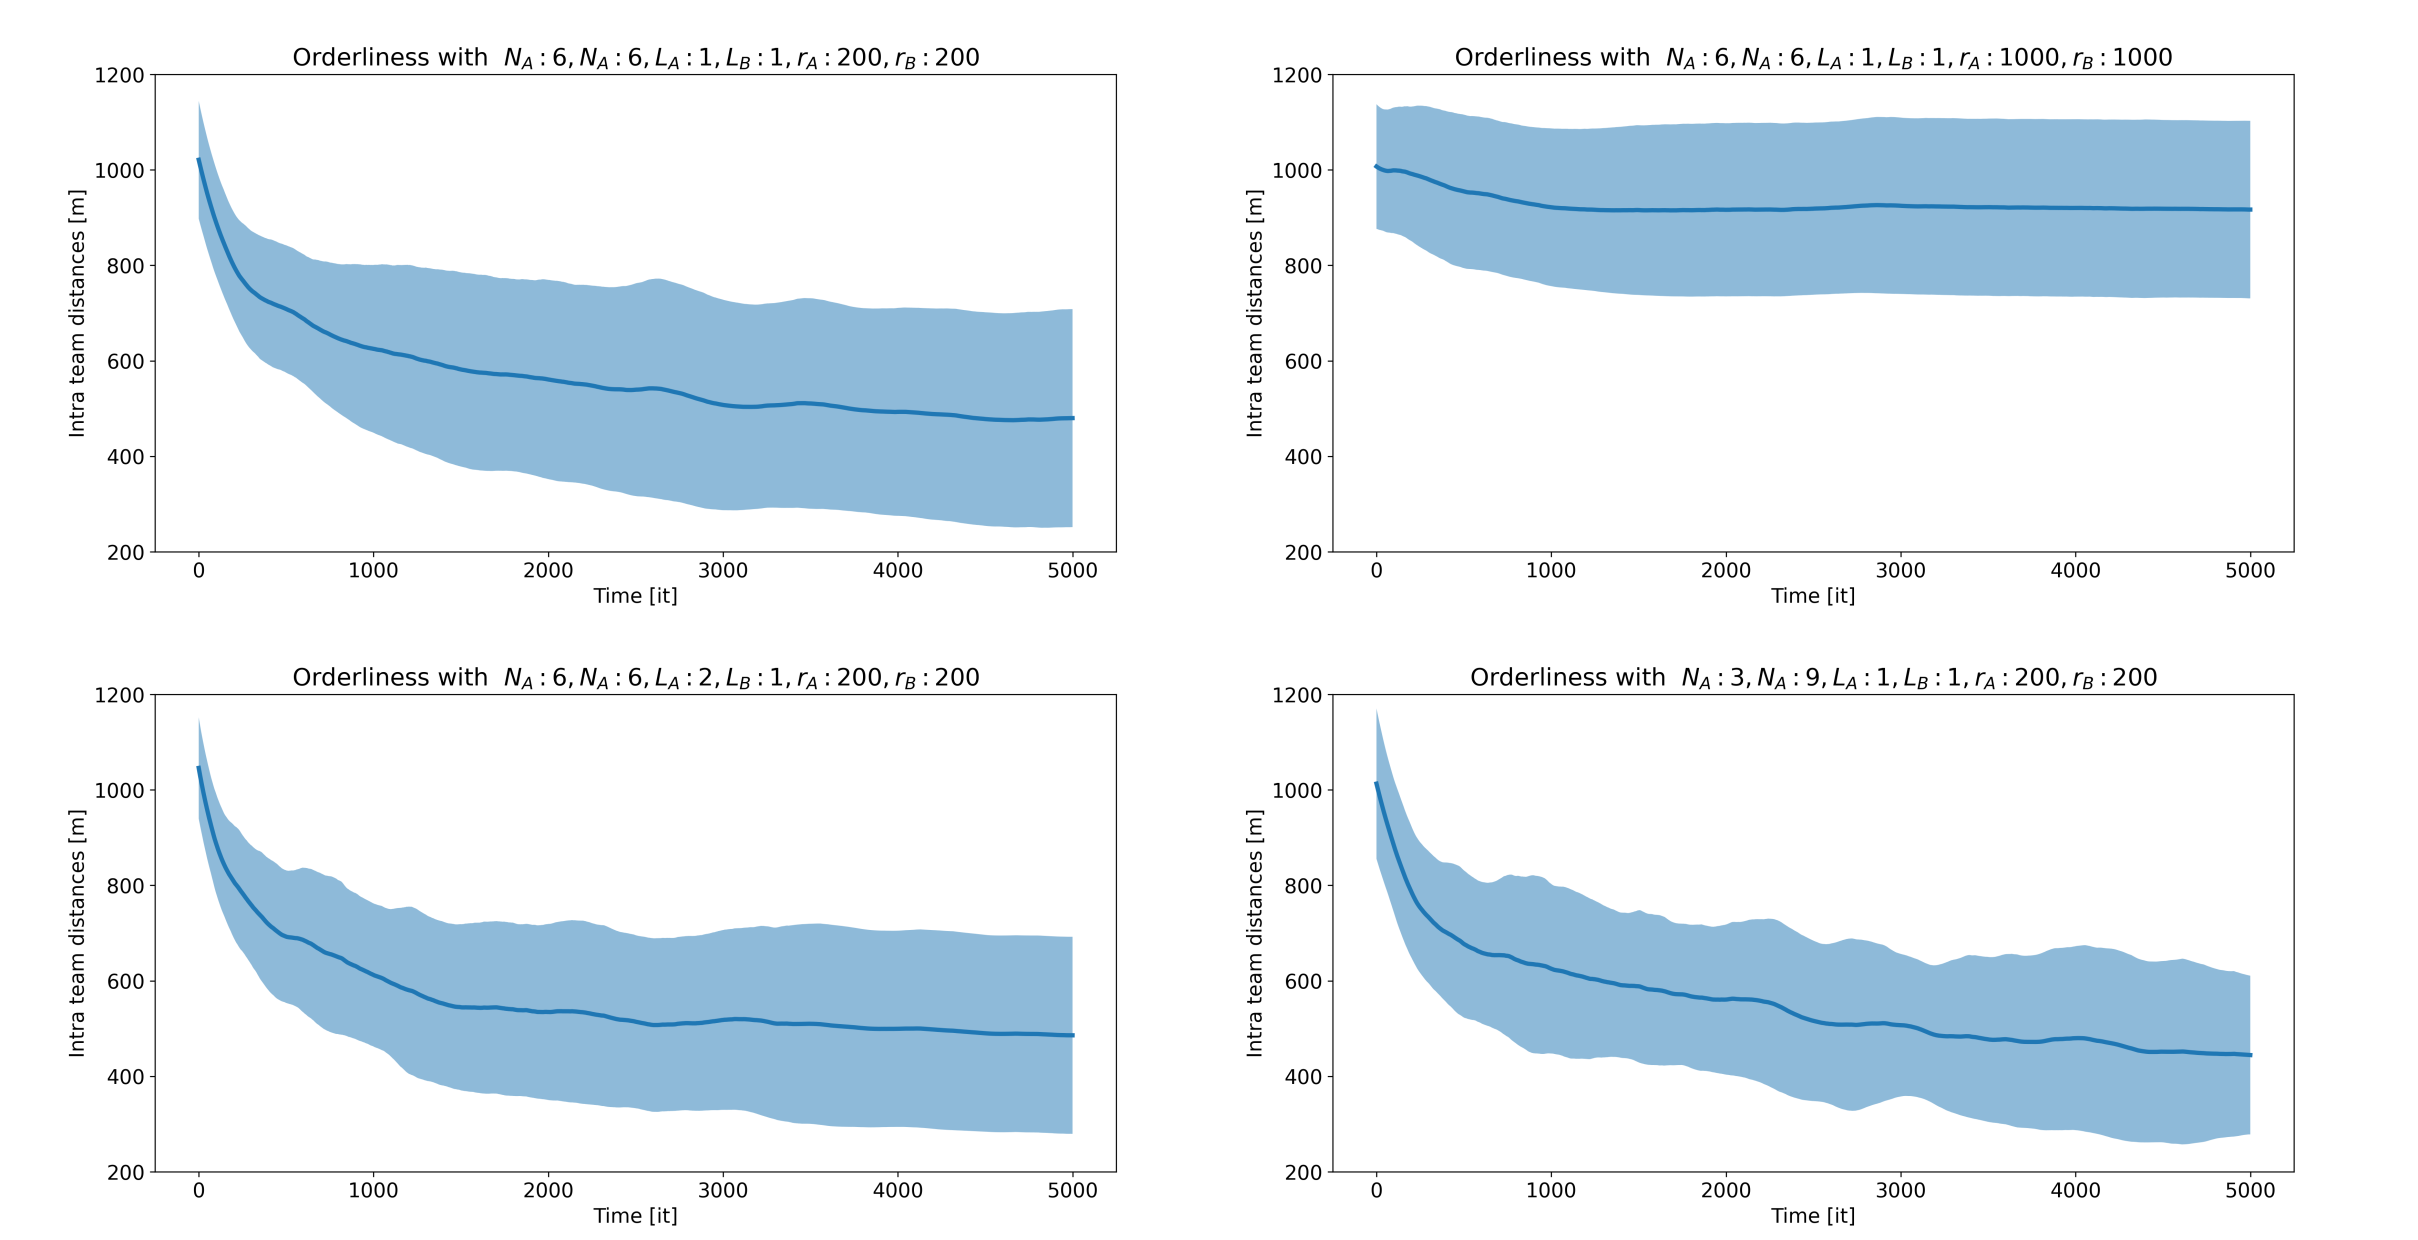 Orderliness with N_A : 6, N_A : 6, L_A : 1, L_B : 1, r_A : 200, r_B : 200
1200
1000
800
600
400
200
Intra team distances [m]
0 1000 2000 3000 4000 5000
Time [it]
Orderliness with N_A : 6, N_A : 6, L_A : 1, L_B : 1, r_A : 1000, r_B : 1000
1200
1000
800
600
400
200
Intra team distances [m]
0 1000 2000 3000 4000 5000
Time [it]
Orderliness with N_A : 6, N_A : 6, L_A : 2, L_B : 1, r_A : 200, r_B : 200
1200
1000
800
600
400
200
Intra team distances [m]
0 1000 2000 3000 4000 5000
Time [it]
Orderliness with N_A : 3, N_A : 9, L_A : 1, L_B : 1, r_A : 200, r_B : 200
1200
1000
800
600
400
200
Intra team distances [m]
0 1000 2000 3000 4000 5000
Time [it]